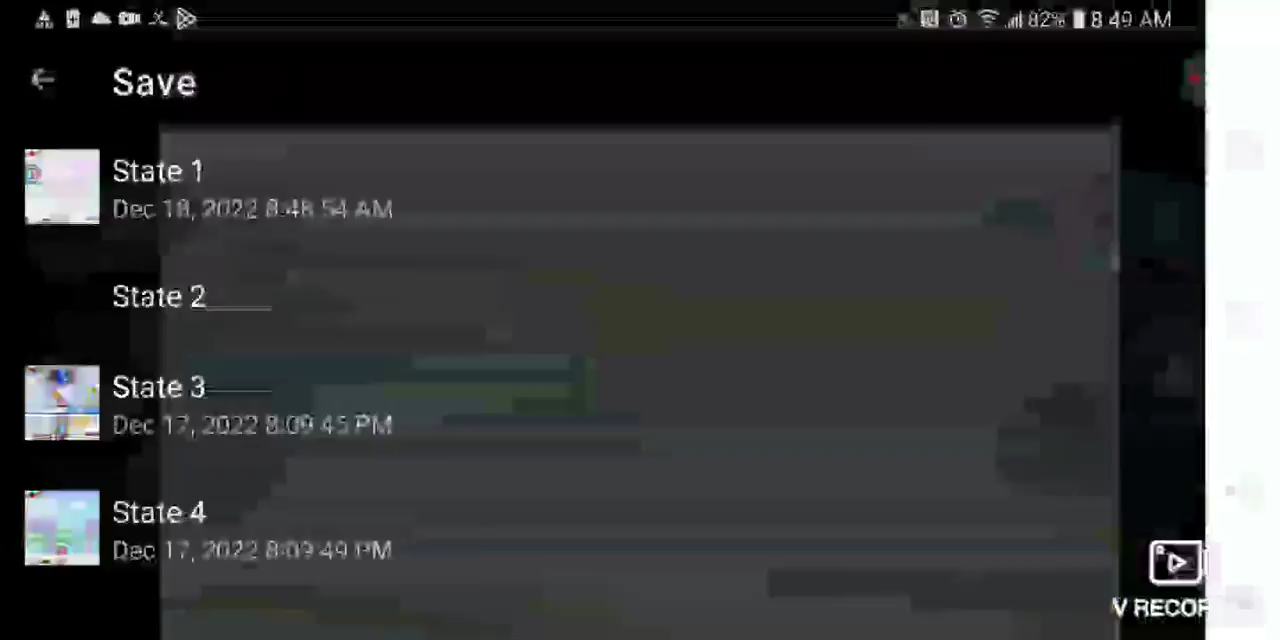 82% 8:49 AM
Save
State 1
Dec 18, 2022 8:48:54 AM
State 2
State 3
Dec 17, 2022 8:09:45 PM
State 4
Dec 17, 2022 8:09:49 PM
V RECOR